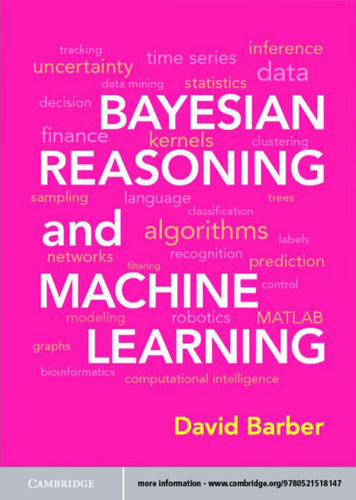 tracking
time series
inference
uncertainty
data
data mining
statistics
decision
BAYESIAN
finance
kernels
clustering
REASONING
sampling
language
trees
classification
and
algorithms
labels
networks
recognition
prediction
filtering
MACHINE
control
modeling
robotics
MATLAB
graphs
LEARNING
bioinformatics
computational intelligence
David Barber
CAMBRIDGE
more information - www.cambridge.org/9780521518147